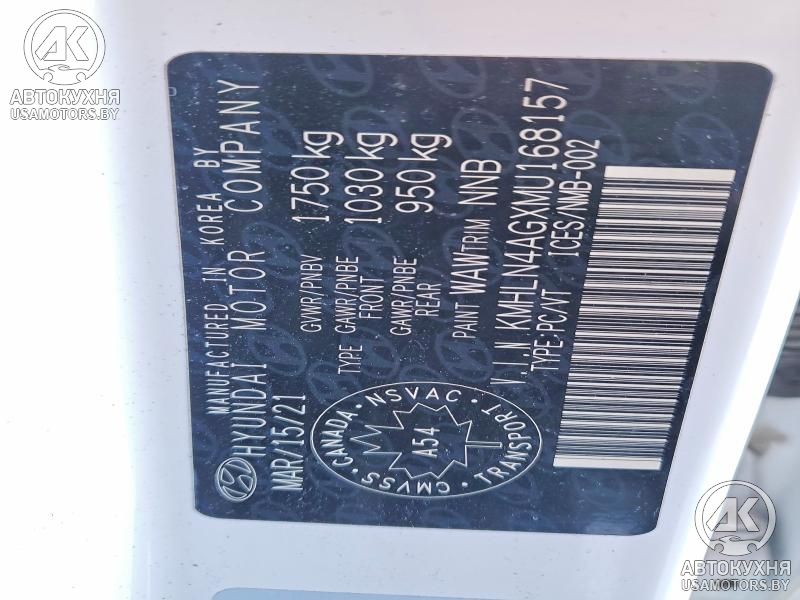 АК
АВТОКУХНЯ
USAMOTORS.BY
MANUFACTURED IN KOREA BY
HYUNDAI MOTOR COMPANY
MAR/15/21
GVWR/PNBV 1750kg
TYPE GAWR/PNBE FRONT 1030kg
GAWR/PNBE REAR 950kg
PAINT WAW TRIM NNB
V.I.N KMHLN4AGXMU168157
TYPE:PC/VT ICES/NMB-002
CANADA · NSVAC · TRANSPORT · CMVSS
A54
АК
АВТОКУХНЯ
USAMOTORS.BY